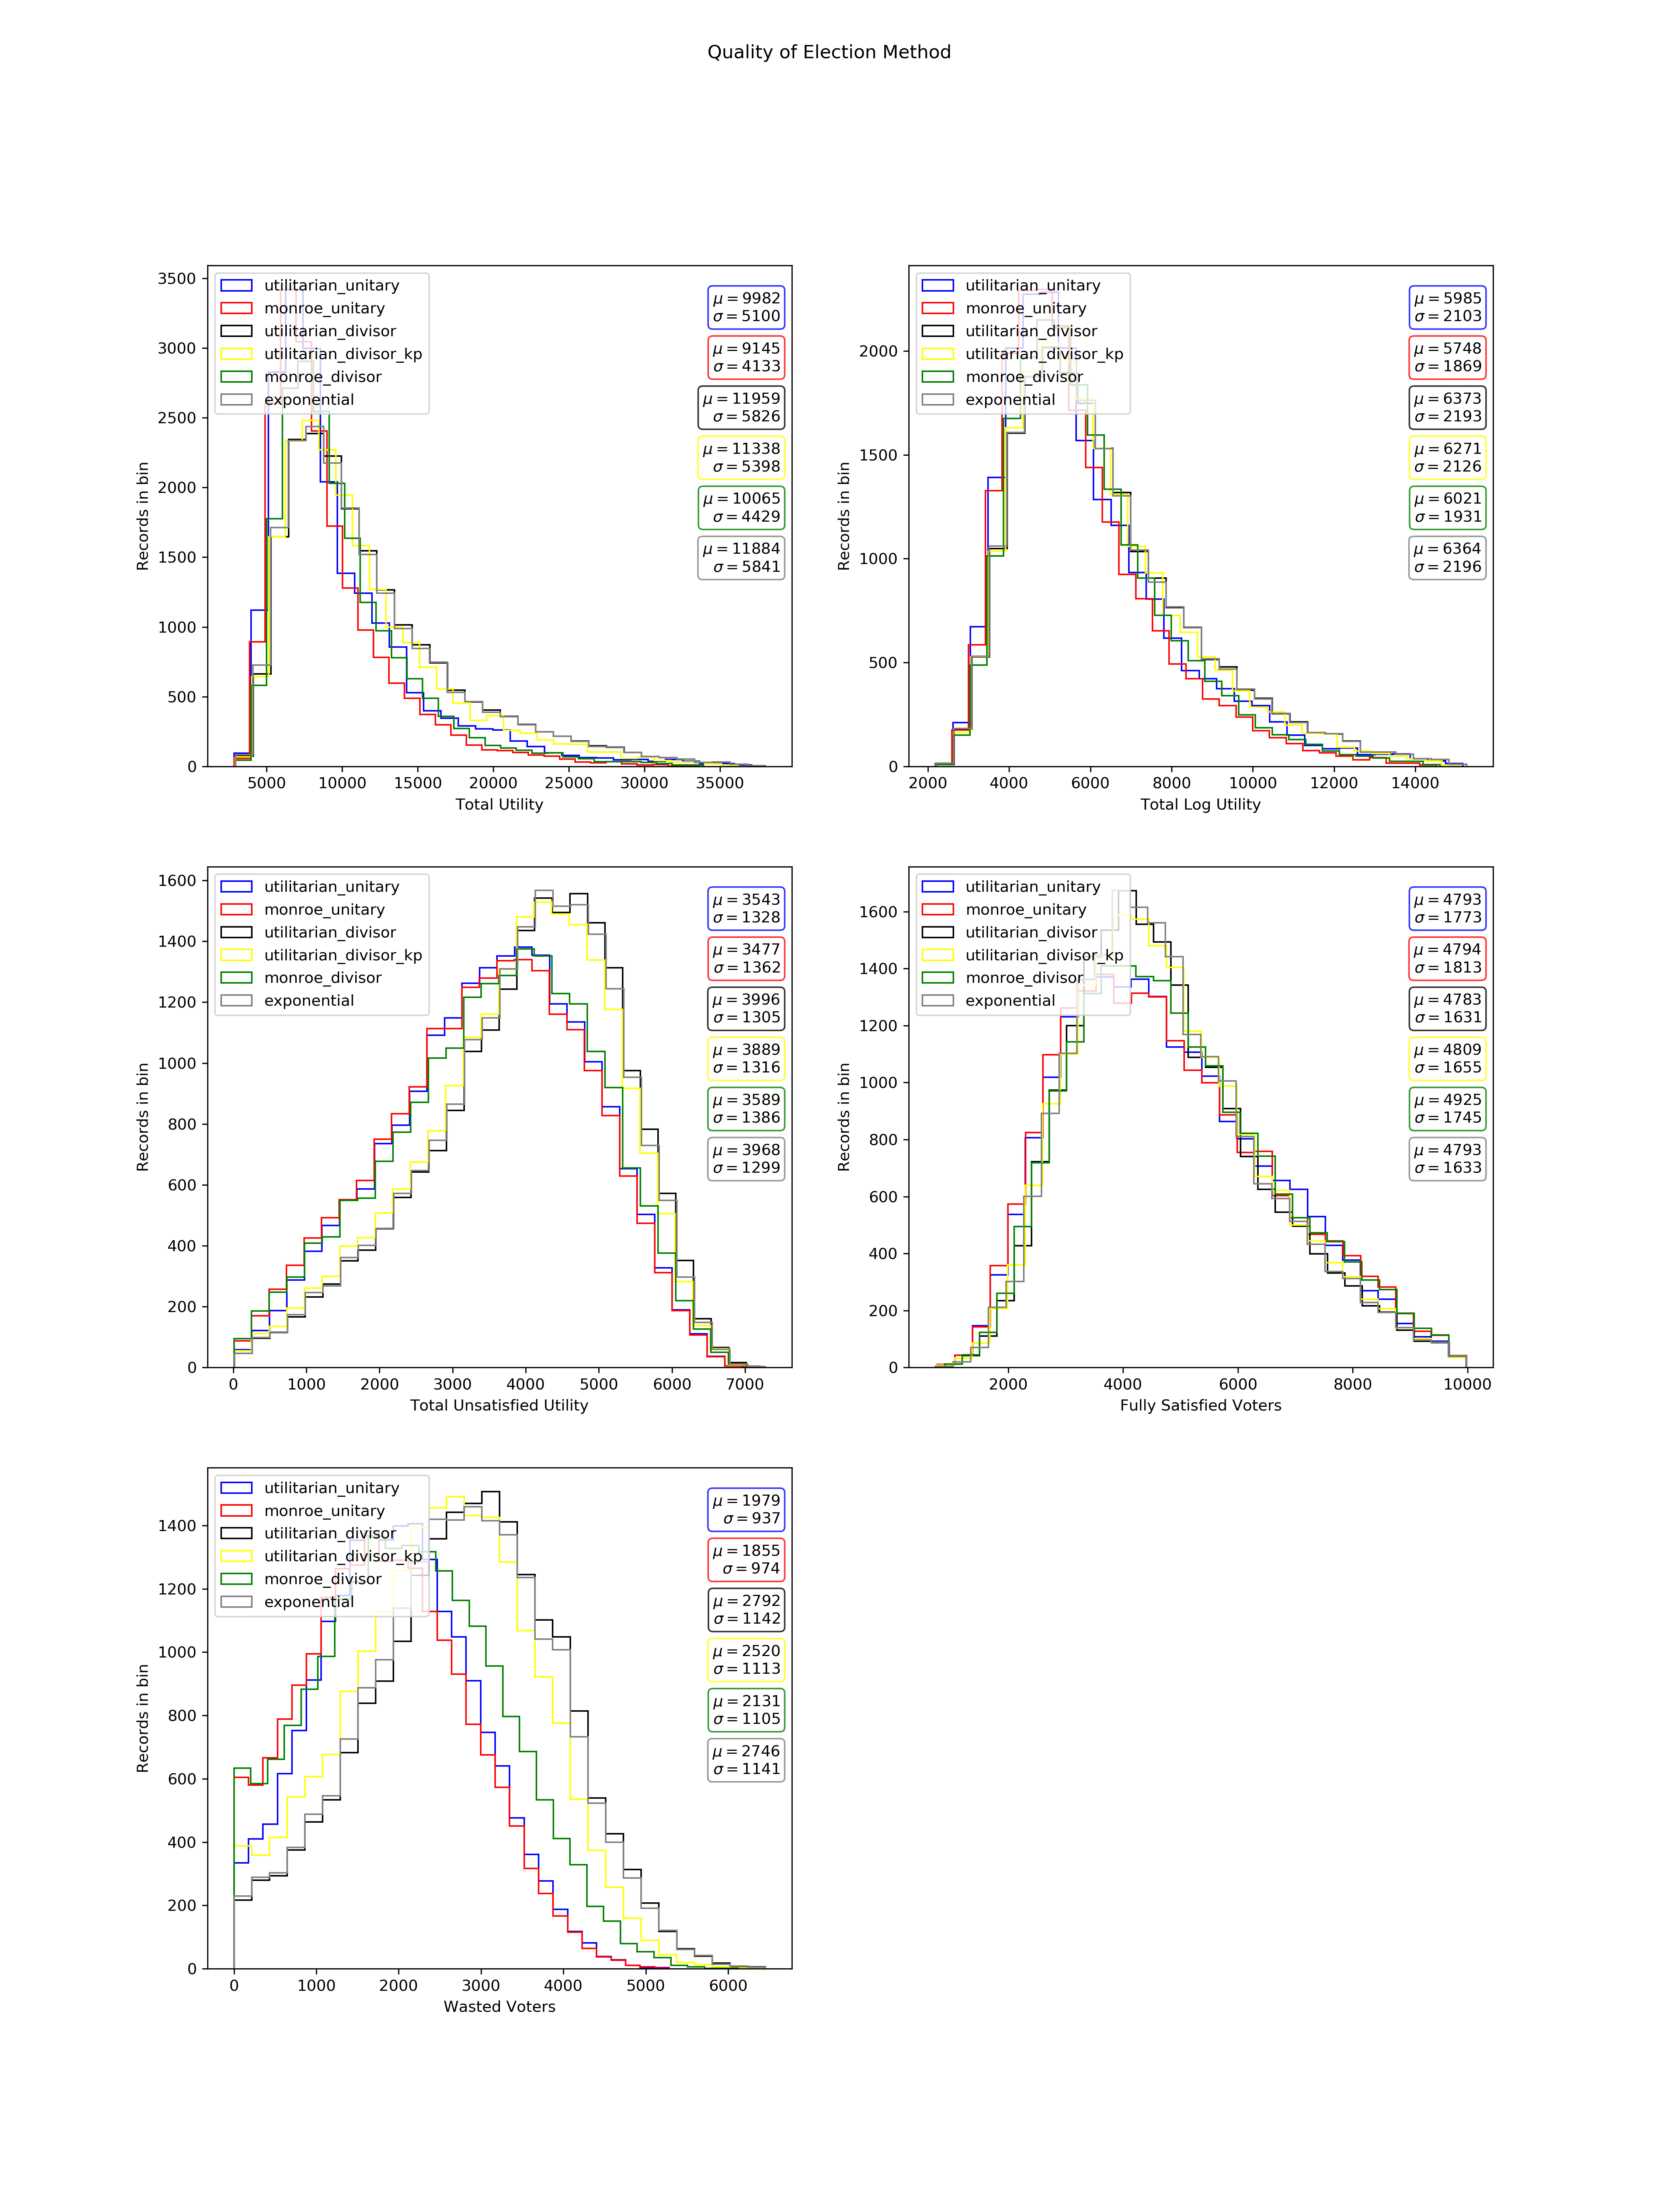 Quality of Election Method
3500
3000
2500
2000
1500
1000
500
0
Records in bin
utilitarian_unitary
monroe_unitary
utilitarian_divisor
utilitarian_divisor_kp
monroe_divisor
exponential
μ = 9982
σ = 5100
μ = 9145
σ = 4133
μ = 11959
σ = 5826
μ = 11338
σ = 5398
μ = 10065
σ = 4429
μ = 11884
σ = 5841
5000 10000 15000 20000 25000 30000 35000
Total Utility
2000
1500
1000
500
0
Records in bin
utilitarian_unitary
monroe_unitary
utilitarian_divisor
utilitarian_divisor_kp
monroe_divisor
exponential
μ = 5985
σ = 2103
μ = 5748
σ = 1869
μ = 6373
σ = 2193
μ = 6271
σ = 2126
μ = 6021
σ = 1931
μ = 6364
σ = 2196
2000 4000 6000 8000 10000 12000 14000
Total Log Utility
1600
1400
1200
1000
800
600
400
200
0
Records in bin
utilitarian_unitary
monroe_unitary
utilitarian_divisor
utilitarian_divisor_kp
monroe_divisor
exponential
μ = 3543
σ = 1328
μ = 3477
σ = 1362
μ = 3996
σ = 1305
μ = 3889
σ = 1316
μ = 3589
σ = 1386
μ = 3968
σ = 1299
0 1000 2000 3000 4000 5000 6000 7000
Total Unsatisfied Utility
1600
1400
1200
1000
800
600
400
200
0
Records in bin
utilitarian_unitary
monroe_unitary
utilitarian_divisor
utilitarian_divisor_kp
monroe_divisor
exponential
μ = 4793
σ = 1773
μ = 4794
σ = 1813
μ = 4783
σ = 1631
μ = 4809
σ = 1655
μ = 4925
σ = 1745
μ = 4793
σ = 1633
2000 4000 6000 8000 10000
Fully Satisfied Voters
1400
1200
1000
800
600
400
200
0
Records in bin
utilitarian_unitary
monroe_unitary
utilitarian_divisor
utilitarian_divisor_kp
monroe_divisor
exponential
μ = 1979
σ = 937
μ = 1855
σ = 974
μ = 2792
σ = 1142
μ = 2520
σ = 1113
μ = 2131
σ = 1105
μ = 2746
σ = 1141
0 1000 2000 3000 4000 5000 6000
Wasted Voters